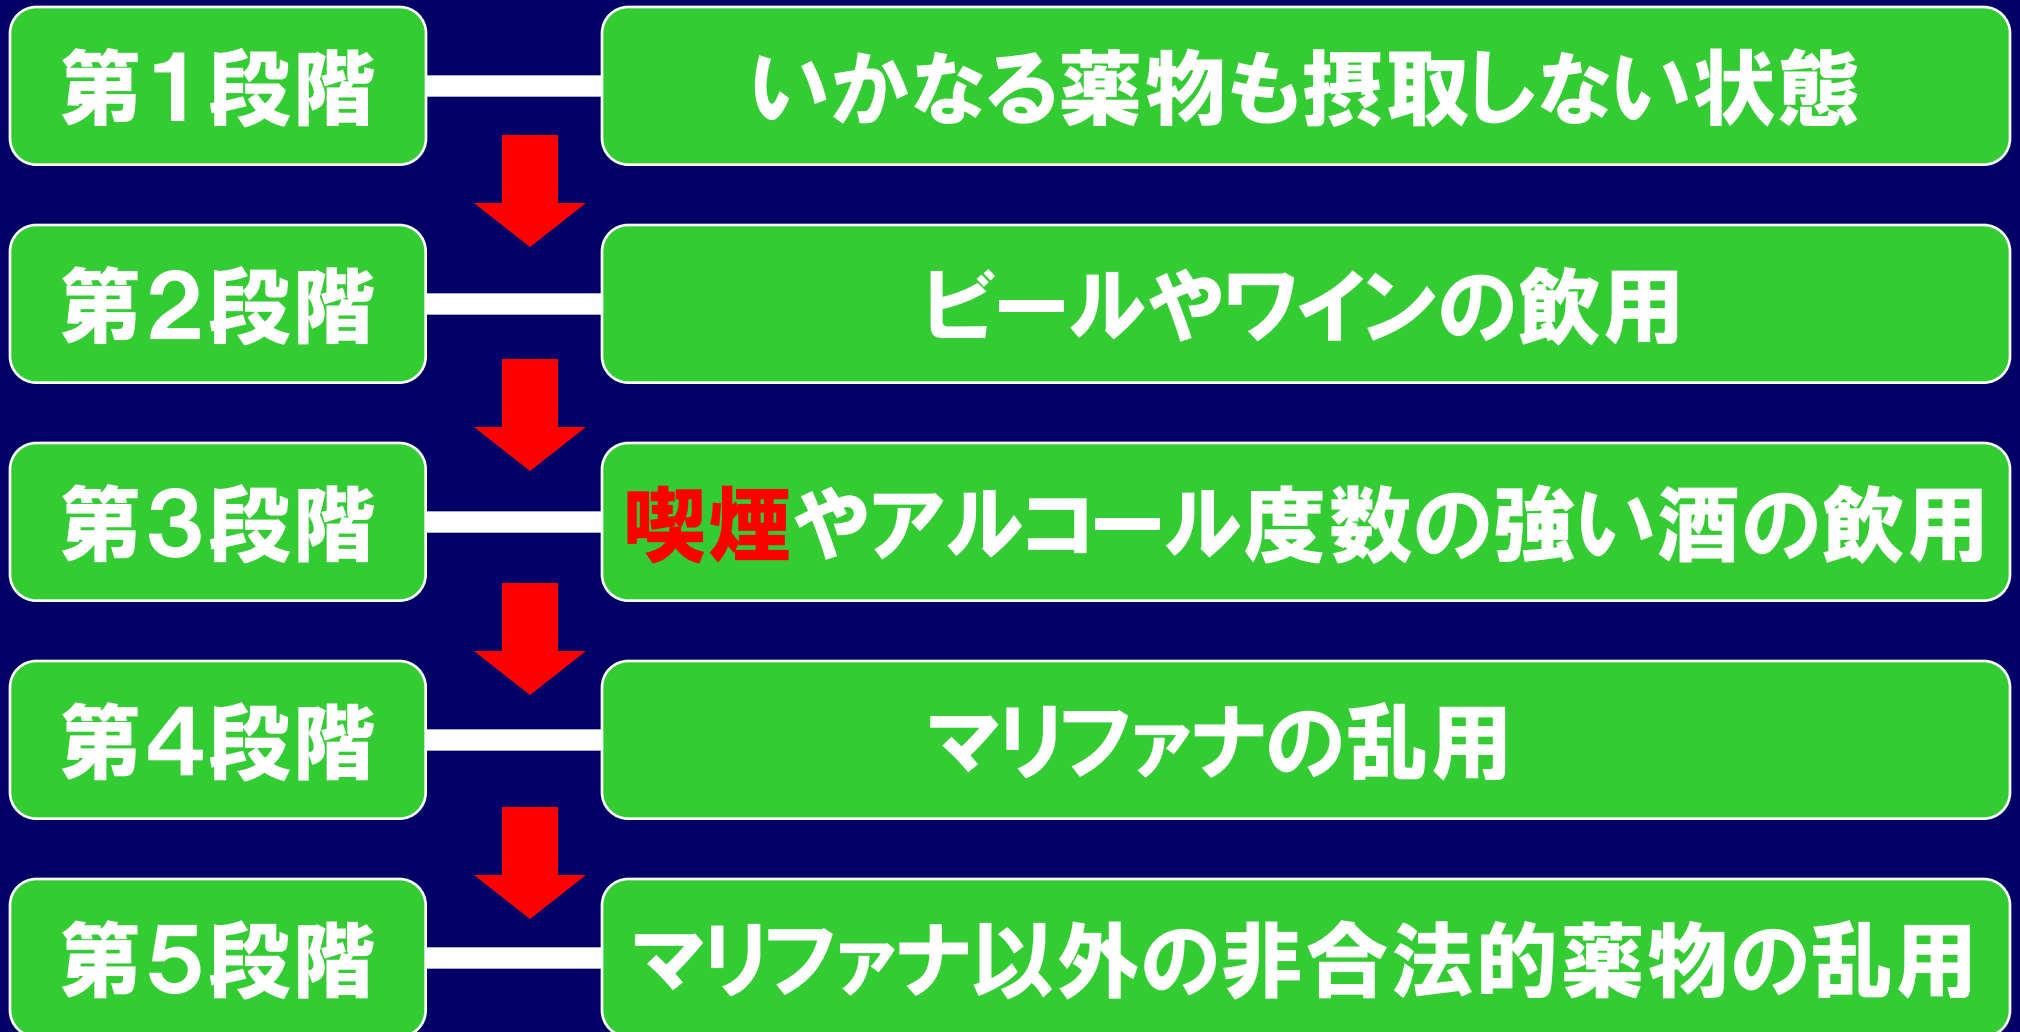 第1段階
いかなる薬物も摂取しない状態
第2段階
ビールやワインの飲用
第3段階
喫煙やアルコール度数の強い酒の飲用
第4段階
マリファナの乱用
第5段階
マリファナ以外の非合法的薬物の乱用